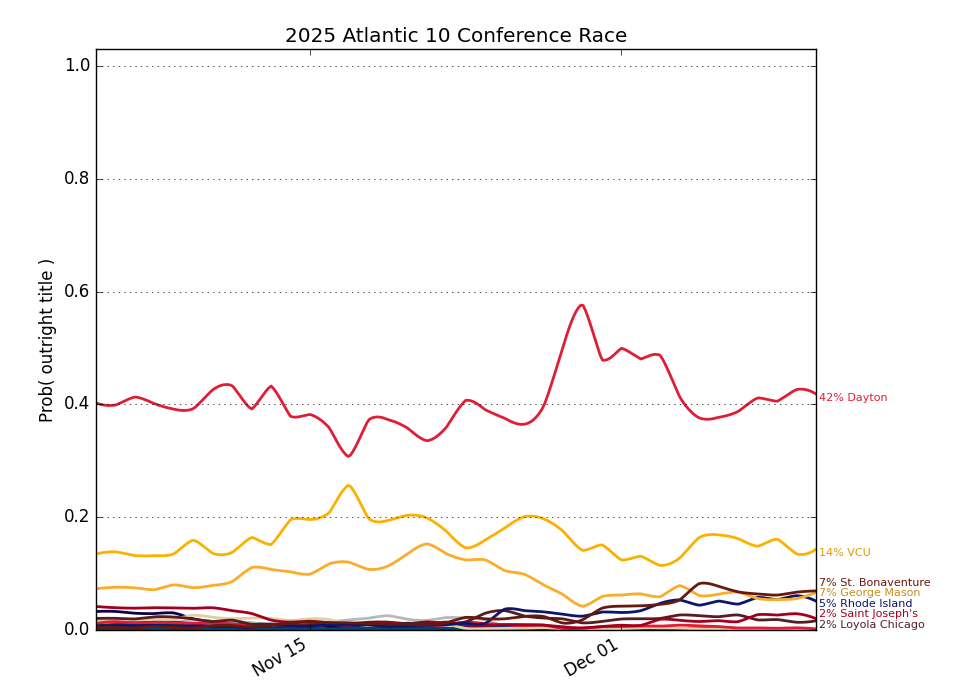 2025 Atlantic 10 Conference Race
1.0
0.8
0.6
0.4
0.2
0.0
Prob( outright title )
Nov 15
Dec 01
42% Dayton
14% VCU
7% St. Bonaventure
7% George Mason
5% Rhode Island
2% Saint Joseph's
2% Loyola Chicago